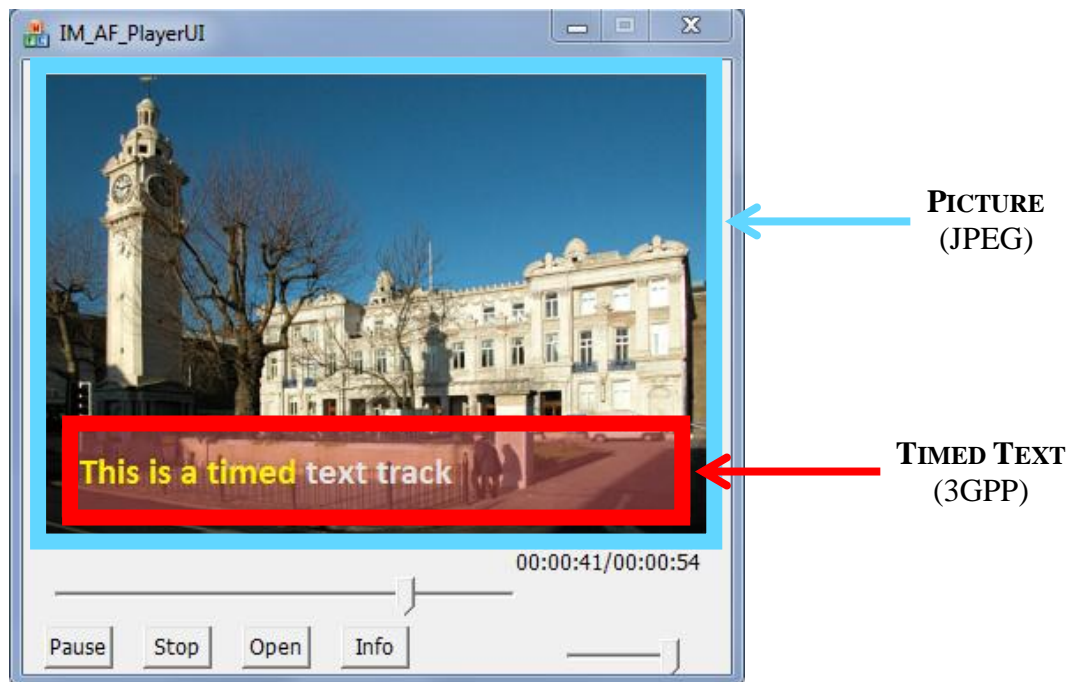 IM_AF_PlayerUI
PICTURE
(JPEG)
This is a timed text track
TIMED TEXT
(3GPP)
00:00:41/00:00:54
Pause Stop Open Info